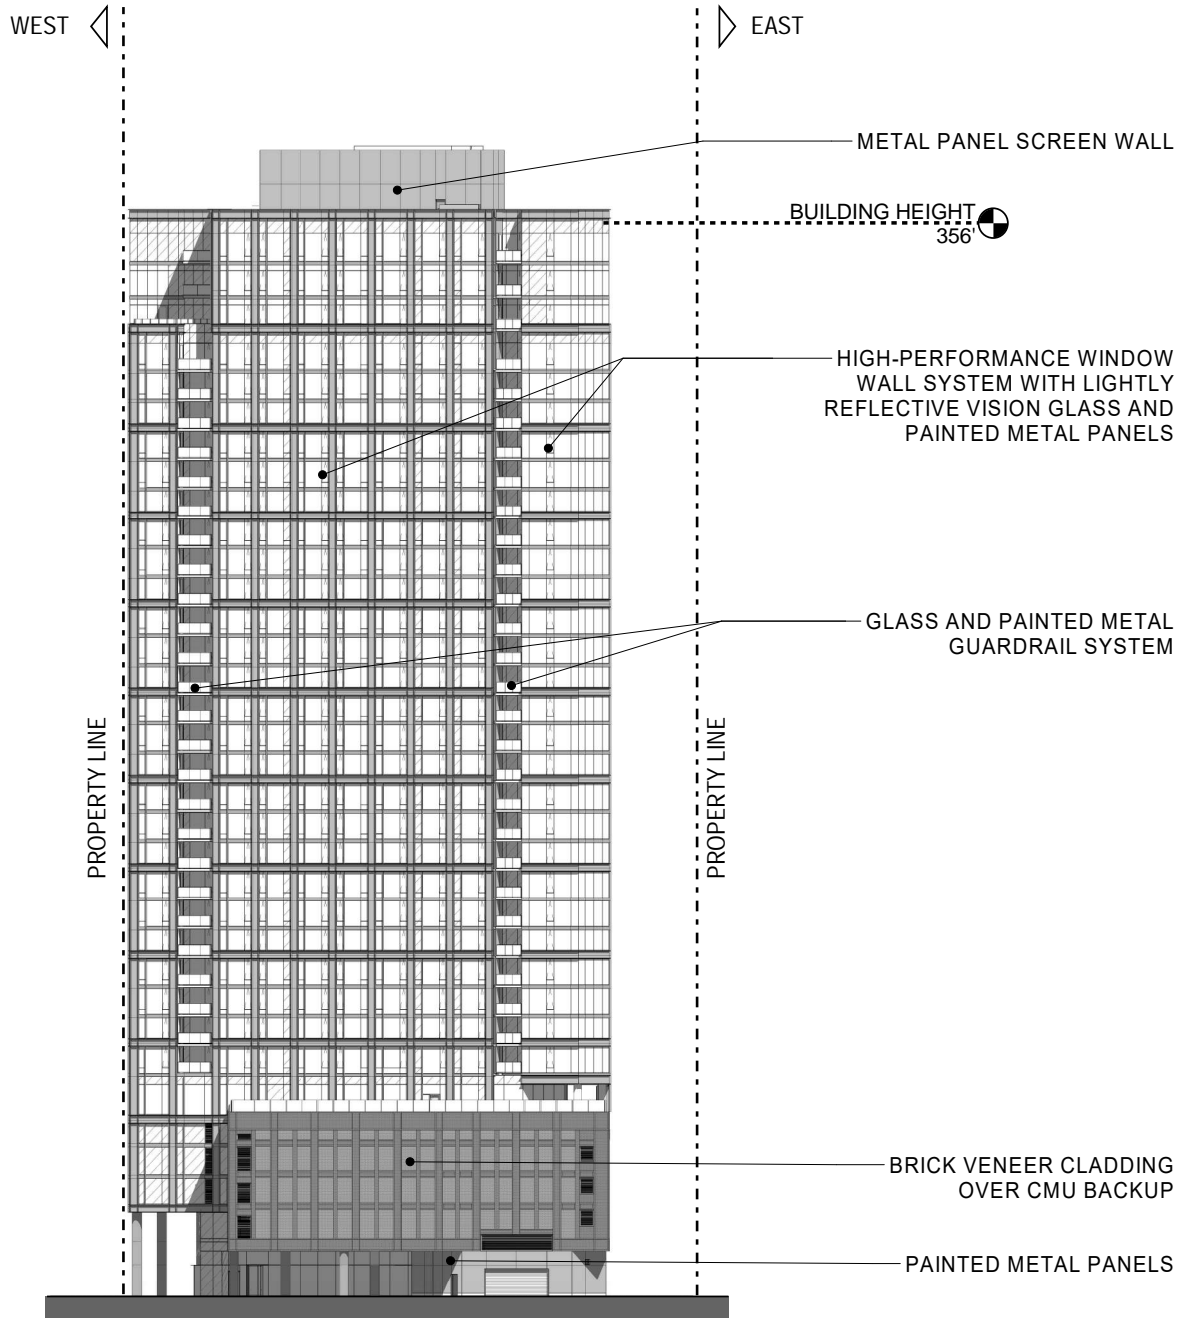 WEST
EAST
METAL PANEL SCREEN WALL
BUILDING HEIGHT
356'
HIGH-PERFORMANCE WINDOW
WALL SYSTEM WITH LIGHTLY
REFLECTIVE VISION GLASS AND
PAINTED METAL PANELS
GLASS AND PAINTED METAL
GUARDRAIL SYSTEM
PROPERTY LINE
PROPERTY LINE
BRICK VENEER CLADDING
OVER CMU BACKUP
PAINTED METAL PANELS